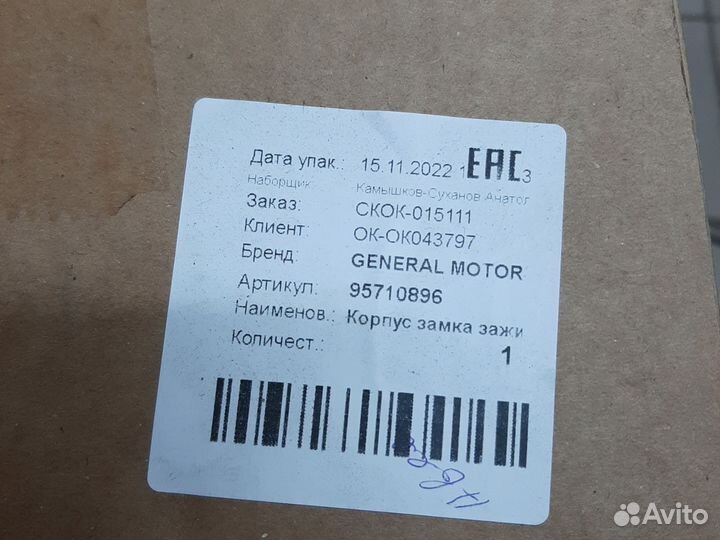 Дата упак.: 15.11.2022 1 EAC 3
Наборщик: Камышков-Суханов Анатол
Заказ: СКОК-015111
Клиент: ОК-ОК043797
Бренд: GENERAL MOTOR
Артикул: 95710896
Наименов.: Корпус замка зажи
Количест.: 1
Avito